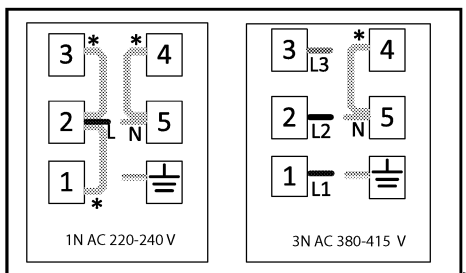 3 * * 4
2 L N 5
1 *
1N AC 220-240 V
3 L3 * 4
2 L2 N 5
1 L1
3N AC 380-415 V